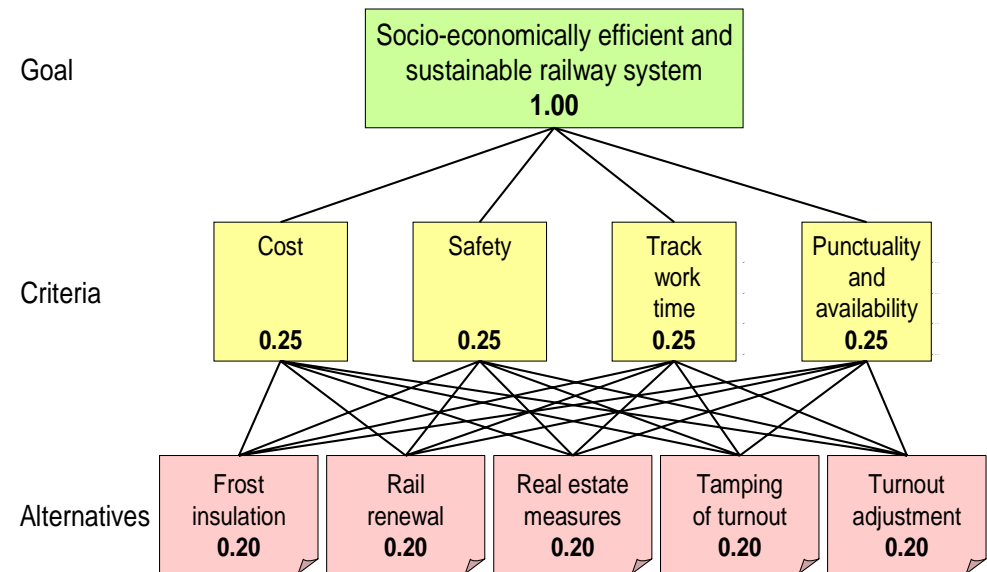 Goal
Socio-economically efficient and
sustainable railway system
1.00
Criteria
Cost
0.25
Safety
0.25
Track
work
time
0.25
Punctuality
and
availability
0.25
Alternatives
Frost
insulation
0.20
Rail
renewal
0.20
Real estate
measures
0.20
Tamping
of turnout
0.20
Turnout
adjustment
0.20